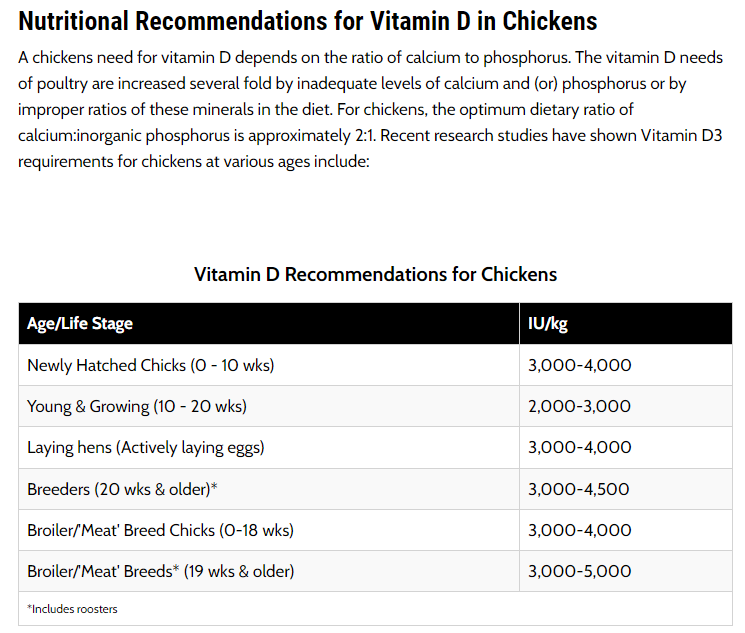 Nutritional Recommendations for Vitamin D in Chickens
A chickens need for vitamin D depends on the ratio of calcium to phosphorus. The vitamin D needs
of poultry are increased several fold by inadequate levels of calcium and (or) phosphorus or by
improper ratios of these minerals in the diet. For chickens, the optimum dietary ratio of
calcium:inorganic phosphorus is approximately 2:1. Recent research studies have shown Vitamin D3
requirements for chickens at various ages include:
Vitamin D Recommendations for Chickens
Age/Life Stage IU/kg
Newly Hatched Chicks (0 - 10 wks) 3,000-4,000
Young & Growing (10 - 20 wks) 2,000-3,000
Laying hens (Actively laying eggs) 3,000-4,000
Breeders (20 wks & older)* 3,000-4,500
Broiler/'Meat' Breed Chicks (0-18 wks) 3,000-4,000
Broiler/'Meat' Breeds* (19 wks & older) 3,000-5,000
*Includes roosters